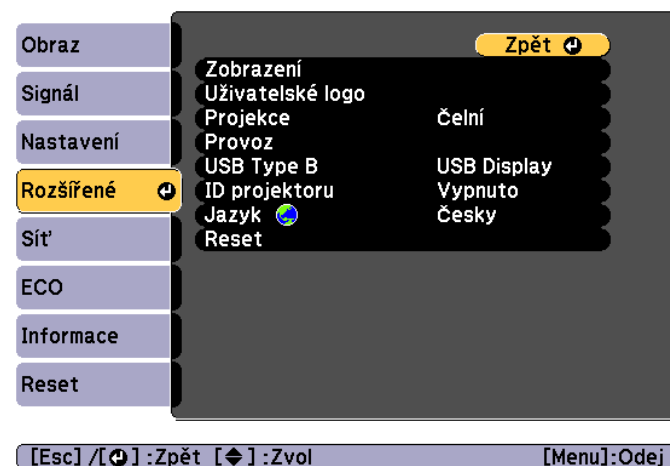 Obraz
Signál
Nastavení
Rozšířené
Síť
ECO
Informace
Reset
Zpět
Zobrazení
Uživatelské logo
Projekce Čelní
Provoz
USB Type B USB Display
ID projektoru Vypnuto
Jazyk Česky
Reset
[Esc] /[ ] :Zpět [ ] :Zvol [Menu]:Odej